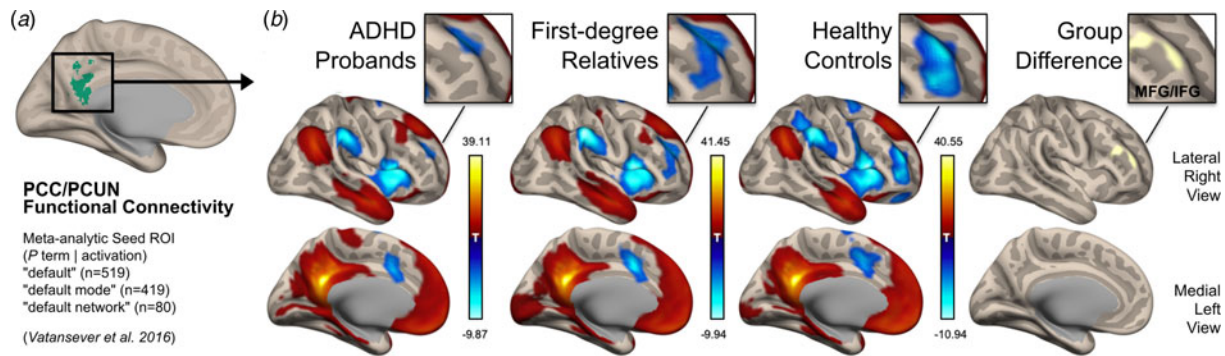 (a)
PCC/PCUN
Functional Connectivity
Meta-analytic Seed ROI
(P term | activation)
"default" (n=519)
"default mode" (n=419)
"default network" (n=80)
(Vatansever et al. 2016)
(b)
ADHD
Probands
39.11
T
-9.87
First-degree
Relatives
41.45
T
-9.94
Healthy
Controls
40.55
T
-10.94
Group
Difference
MFG/IFG
Lateral
Right
View
Medial
Left
View